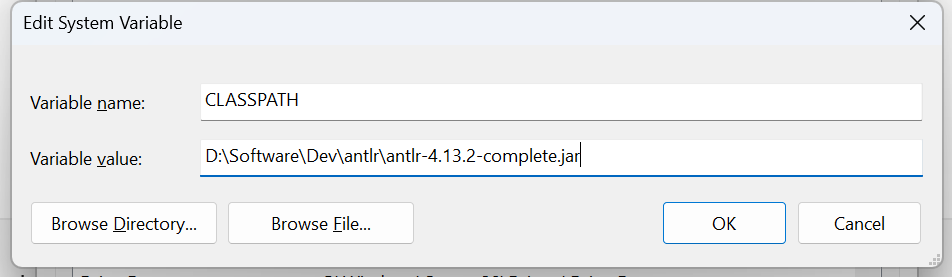 Edit System Variable
Variable name:
CLASSPATH
Variable value:
D:\Software\Dev\antlr\antlr-4.13.2-complete.jar
Browse Directory...
Browse File...
OK
Cancel